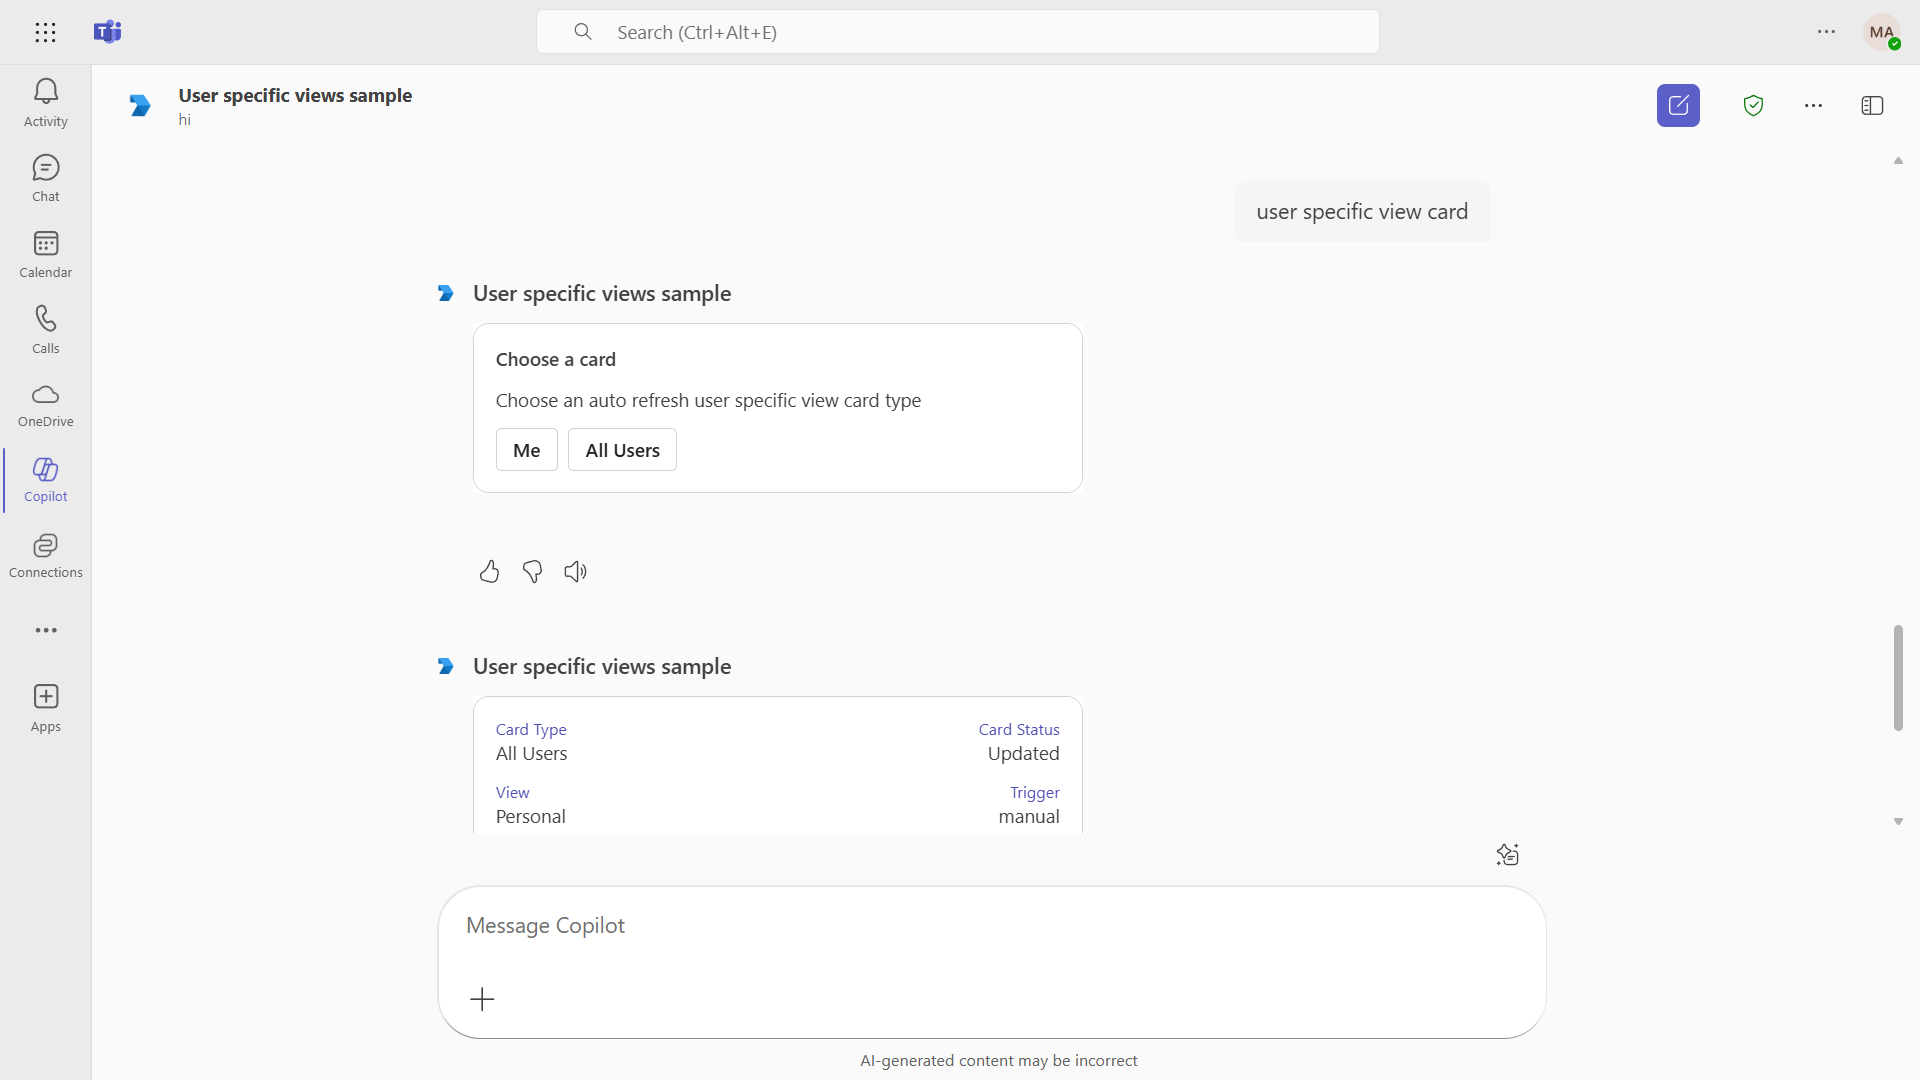 Search (Ctrl+Alt+E)
MA
Activity
Chat
Calendar
Calls
OneDrive
Copilot
Connections
Apps
User specific views sample
hi
user specific view card
User specific views sample
Choose a card
Choose an auto refresh user specific view card type
Me All Users
User specific views sample
Card Type Card Status
All Users Updated
View Trigger
Personal manual
Message Copilot
AI-generated content may be incorrect